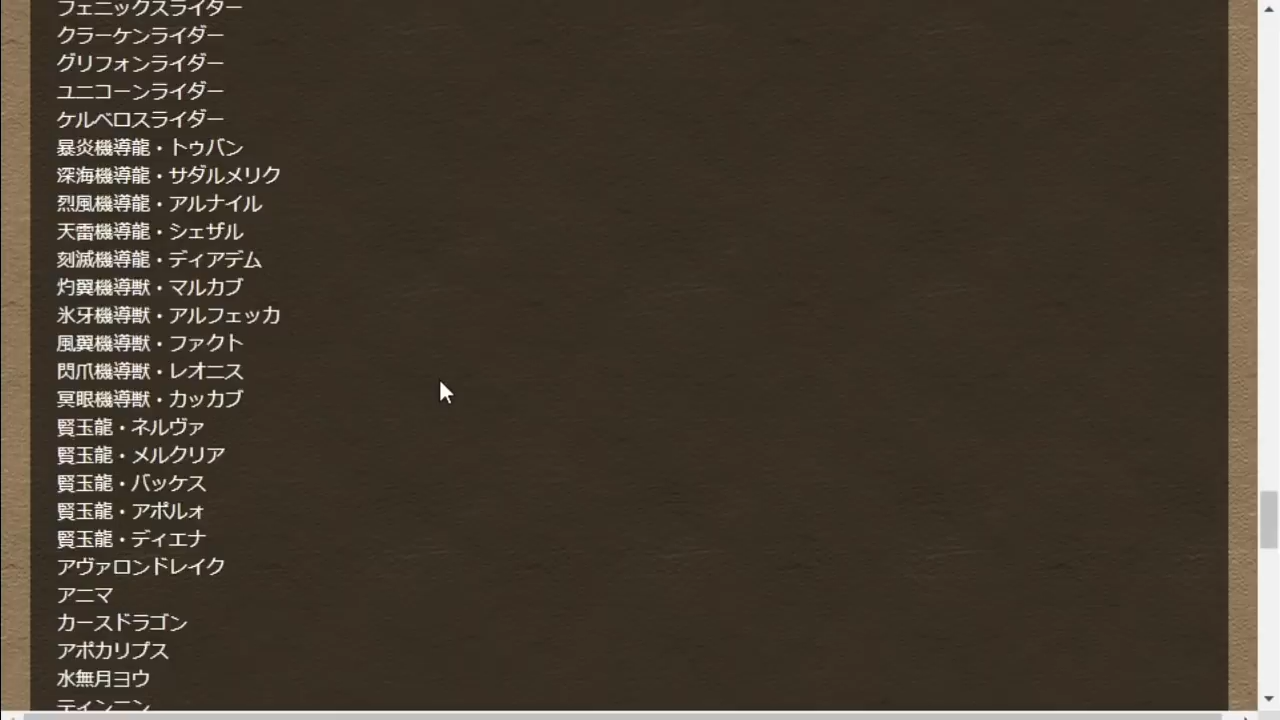 フェニックスライダー
クラーケンライダー
グリフォンライダー
ユニコーンライダー
ケルベロスライダー
暴炎機導龍・トゥバン
深海機導龍・サダルメリク
烈風機導龍・アルナイル
天雷機導龍・シェザル
刻滅機導龍・ディアデム
灼翼機導獣・マルカブ
氷牙機導獣・アルフェッカ
風翼機導獣・ファクト
閃爪機導獣・レオニス
冥眼機導獣・カッカブ
賢玉龍・ネルヴァ
賢玉龍・メルクリア
賢玉龍・バッケス
賢玉龍・アポルォ
賢玉龍・ディエナ
アヴァロンドレイク
アニマ
カースドラゴン
アポカリプス
水無月ヨウ
ティンニン